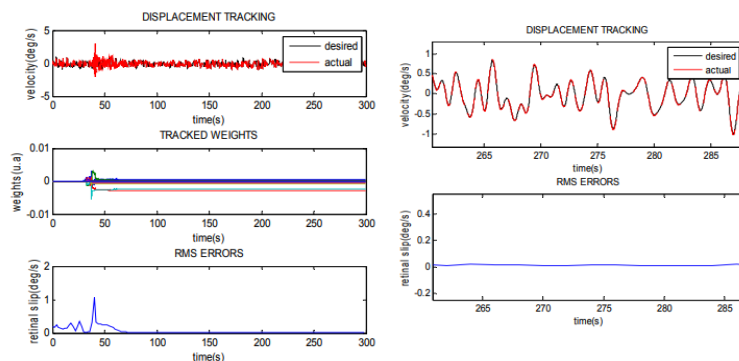 DISPLACEMENT TRACKING
5
0
-5
velocity(deg/s)
desired
actual
0 50 100 150 200 250 300
time(s)
TRACKED WEIGHTS
0.01
0
-0.01
weights(u.a)
0 50 100 150 200 250 300
time(s)
RMS ERRORS
2
1
0
retinal slip(deg/s)
0 50 100 150 200 250 300
time(s)
DISPLACEMENT TRACKING
1
0.5
0
-0.5
-1
velocity(deg/s)
desired
actual
265 270 275 280 285
time(s)
RMS ERRORS
0.4
0.2
0
-0.2
retinal slip(deg/s)
265 270 275 280 285
time(s)